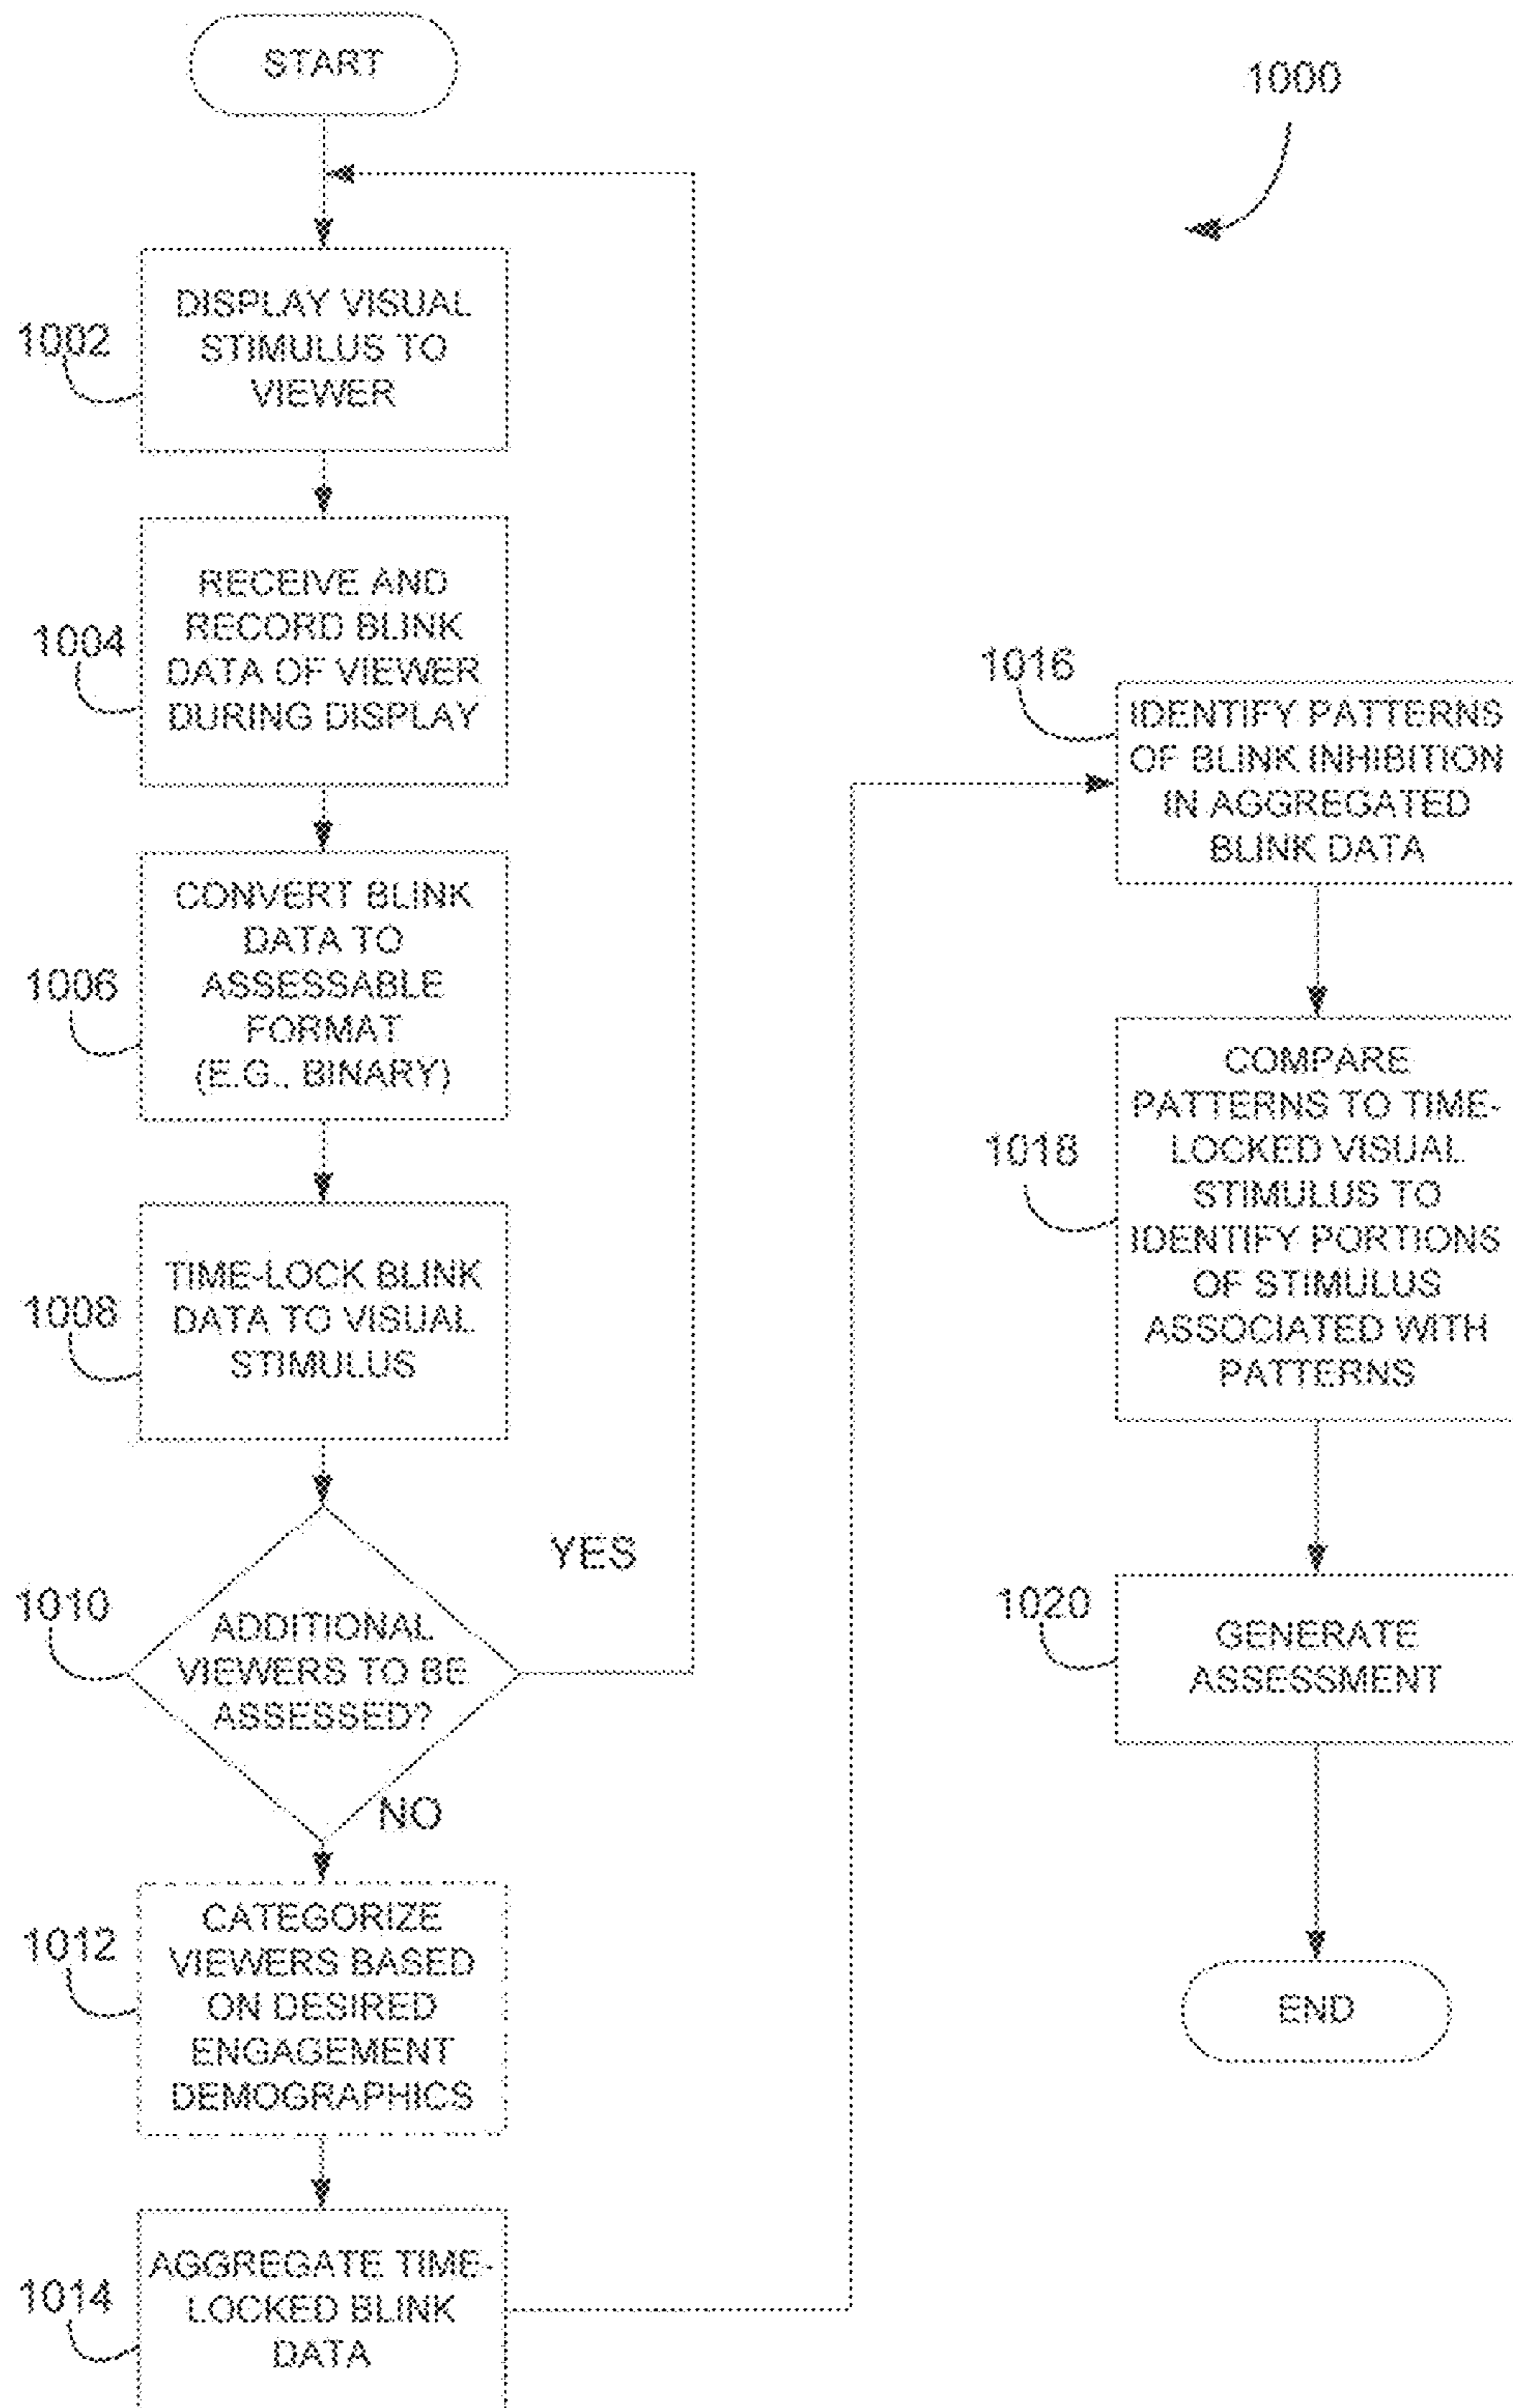 START
1000
1002
DISPLAY VISUAL
STIMULUS TO
VIEWER
1004
RECEIVE AND
RECORD BLINK
DATA OF VIEWER
DURING DISPLAY
1006
CONVERT BLINK
DATA TO
ASSESSABLE
FORMAT
(E.G., BINARY)
1008
TIME-LOCK BLINK
DATA TO VISUAL
STIMULUS
1010
ADDITIONAL
VIEWERS TO BE
ASSESSED?
YES
NO
1012
CATEGORIZE
VIEWERS BASED
ON DESIRED
ENGAGEMENT
DEMOGRAPHICS
1014
AGGREGATE TIME-
LOCKED BLINK
DATA
1016
IDENTIFY PATTERNS
OF BLINK INHIBITION
IN AGGREGATED
BLINK DATA
1018
COMPARE
PATTERNS TO TIME-
LOCKED VISUAL
STIMULUS TO
IDENTIFY PORTIONS
OF STIMULUS
ASSOCIATED WITH
PATTERNS
1020
GENERATE
ASSESSMENT
END